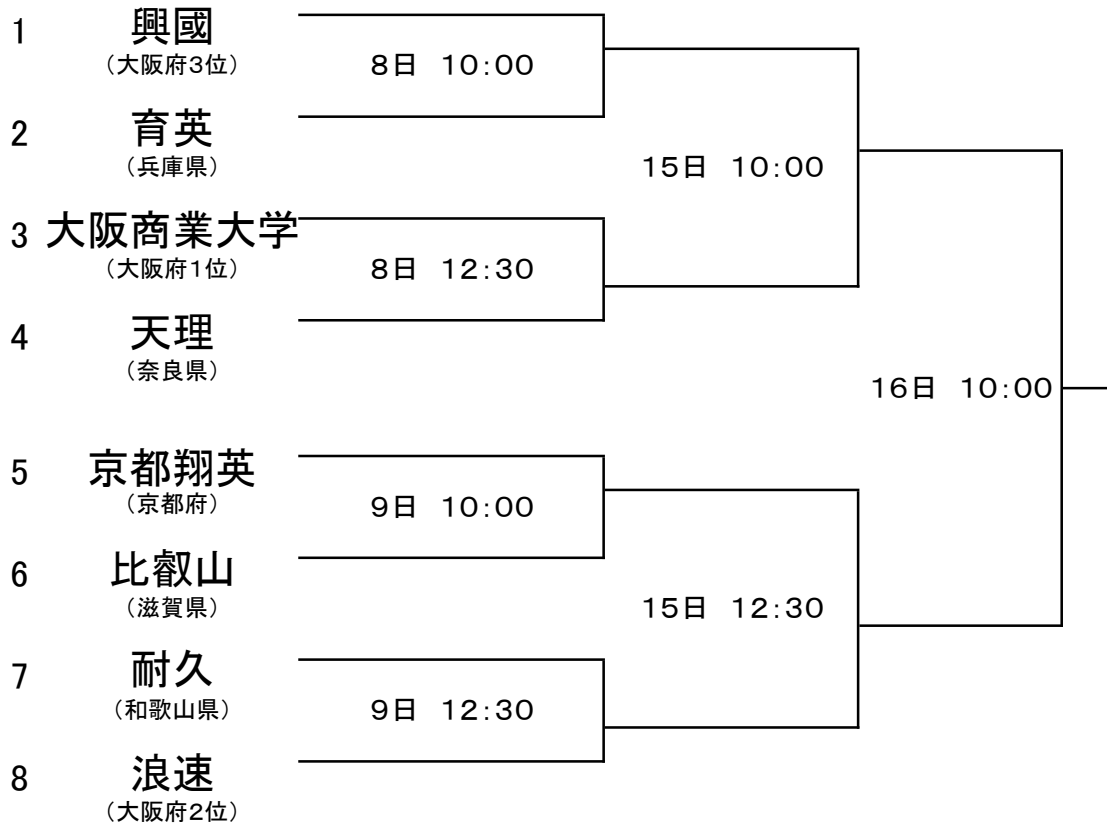 1 興國
（大阪府3位）
8日 10:00
2 育英
（兵庫県）
15日 10:00
3 大阪商業大学
（大阪府1位）
8日 12:30
4 天理
（奈良県）
16日 10:00
5 京都翔英
（京都府）
9日 10:00
6 比叡山
（滋賀県）
15日 12:30
7 耐久
（和歌山県）
9日 12:30
8 浪速
（大阪府2位）